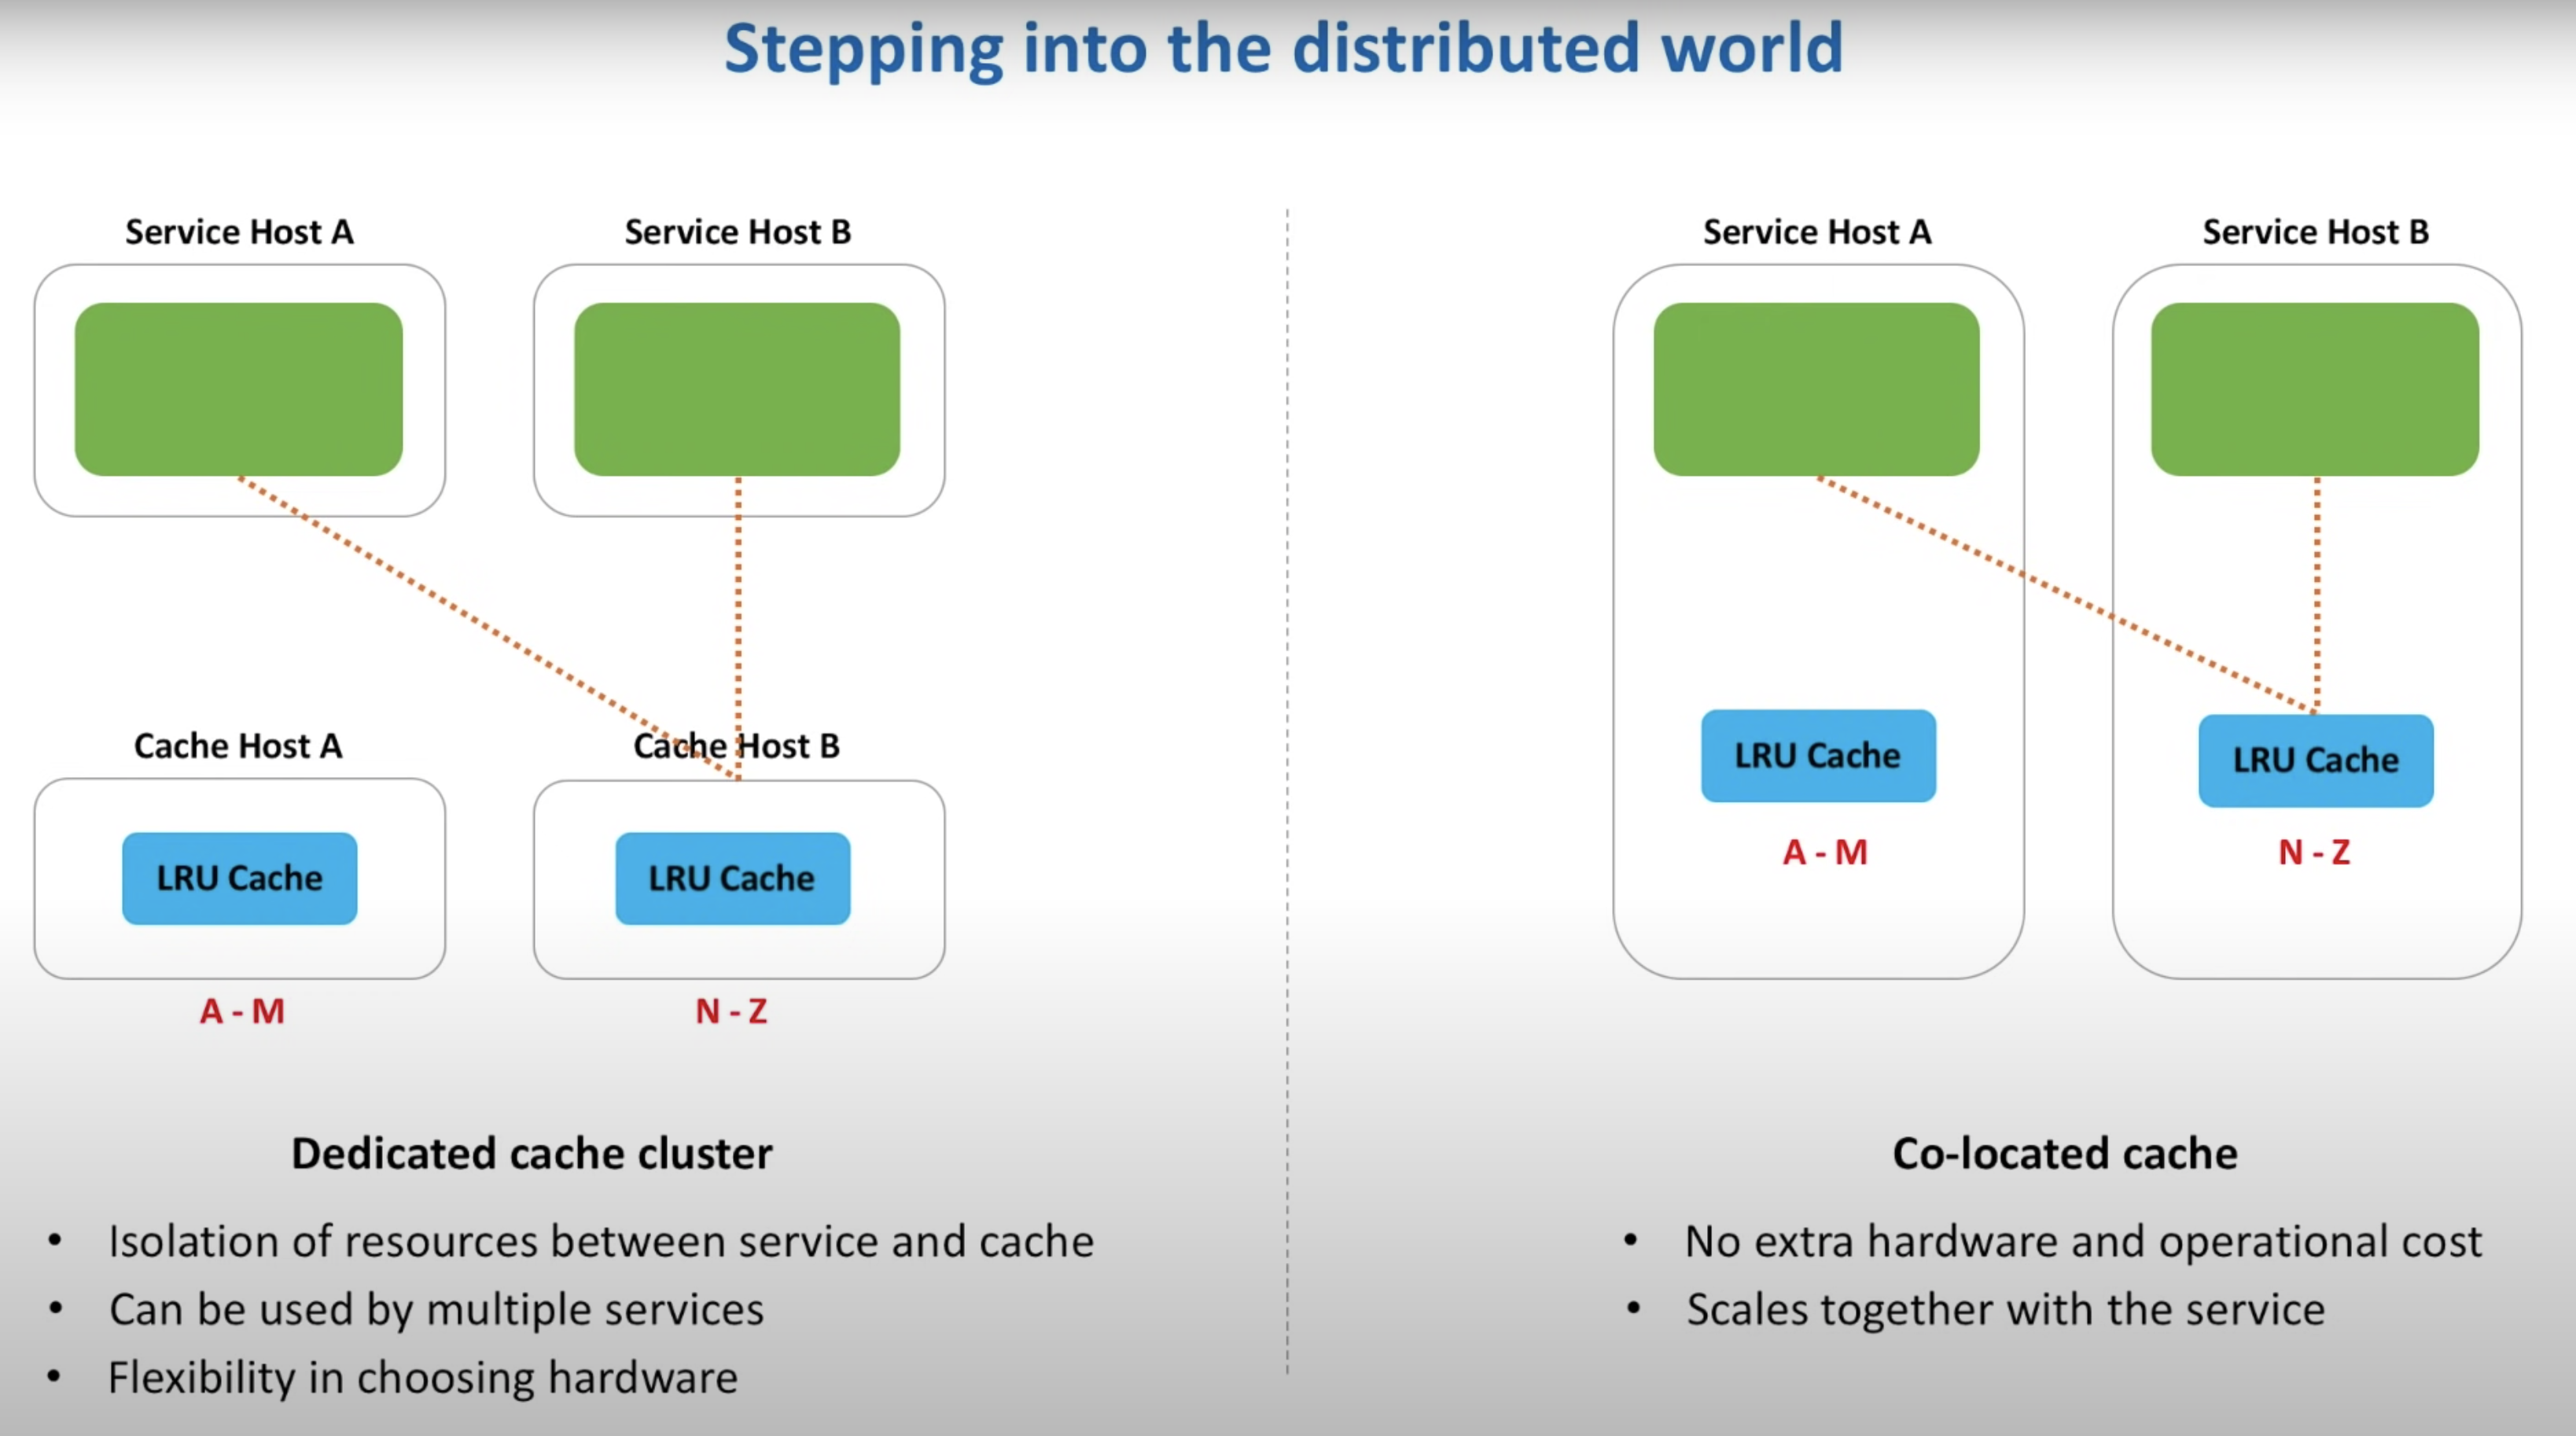 Stepping into the distributed world
Service Host A
Service Host B
Cache Host A
Cache Host B
LRU Cache
LRU Cache
A - M
N - Z
Dedicated cache cluster
• Isolation of resources between service and cache
• Can be used by multiple services
• Flexibility in choosing hardware
Service Host A
Service Host B
LRU Cache
LRU Cache
A - M
N - Z
Co-located cache
• No extra hardware and operational cost
• Scales together with the service